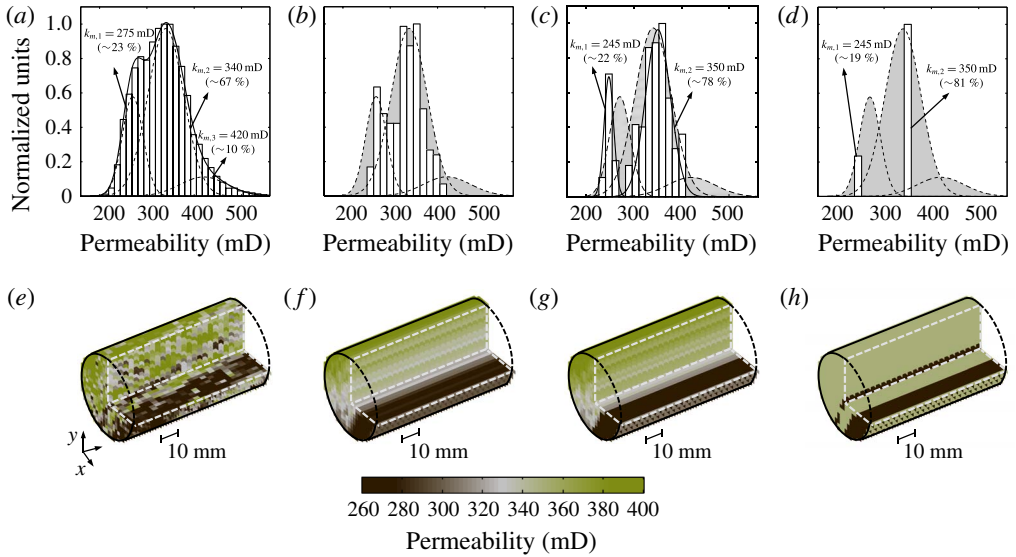 (a) (b) (c) (d)
Normalized units
1.0
0.8
0.6
0.4
0.2
0
k_{m,1} = 275 mD
(~23 %)
k_{m,2} = 340 mD
(~67 %)
k_{m,3} = 420 mD
(~10 %)
k_{m,1} = 245 mD
(~22 %)
k_{m,2} = 350 mD
(~78 %)
k_{m,1} = 245 mD
(~19 %)
k_{m,2} = 350 mD
(~81 %)
200 300 400 500 200 300 400 500 200 300 400 500 200 300 400 500
Permeability (mD) Permeability (mD) Permeability (mD) Permeability (mD)
(e) (f) (g) (h)
y
x
10 mm 10 mm 10 mm 10 mm
260 280 300 320 340 360 380 400
Permeability (mD)